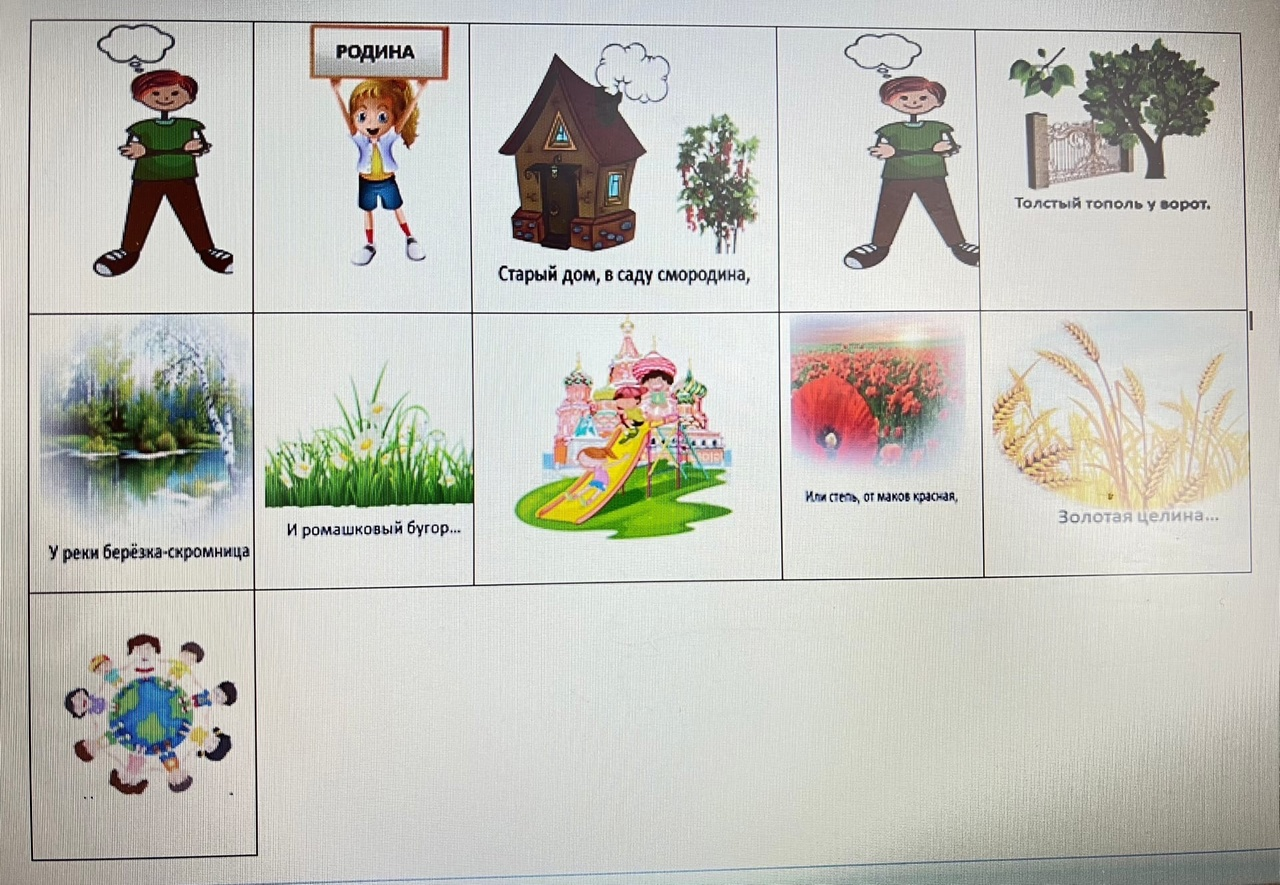 РОДИНА
Старый дом, в саду смородина,
Толстый тополь у ворот.
У реки берёзка-скромница
И ромашковый бугор...
Или степь, от маков красная,
Золотая целина...